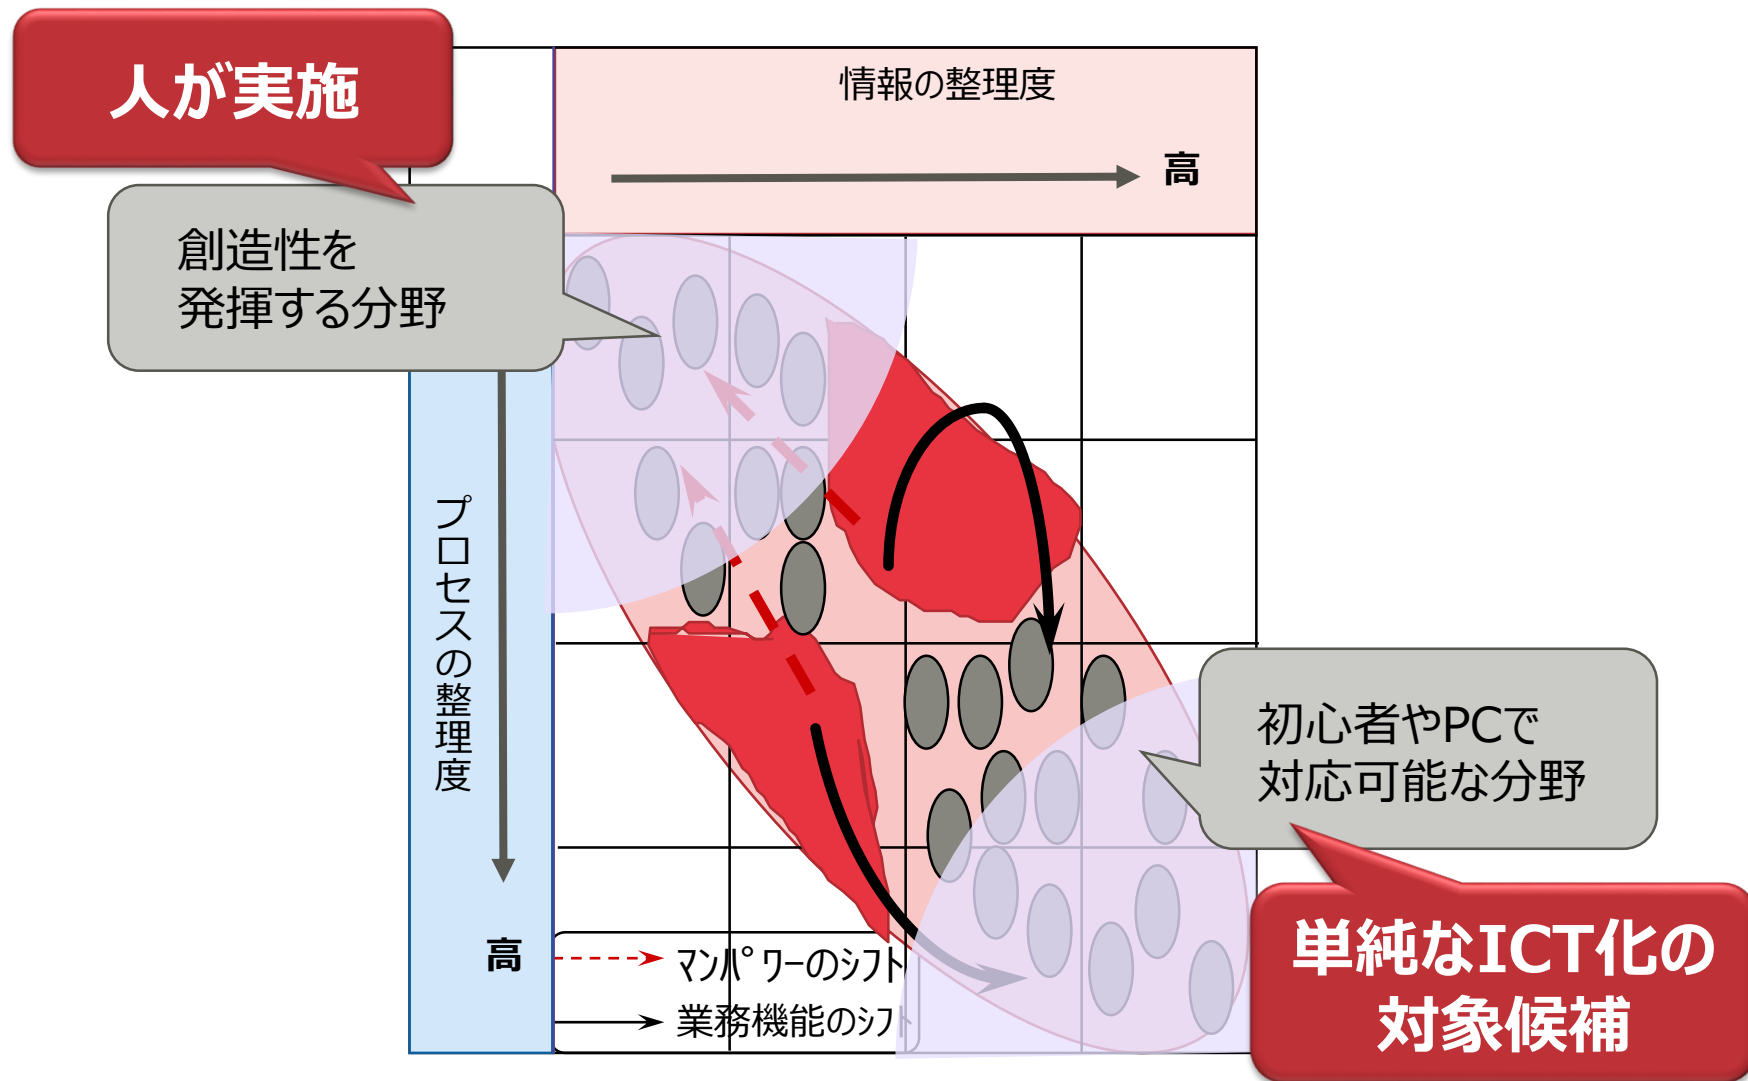 人が実施
情報の整理度
高
創造性を
発揮する分野
プロセスの整理度
高
初心者やPCで
対応可能な分野
単純なICT化の
対象候補
ﾏﾝﾊﾟﾜｰのｼﾌﾄ
業務機能のｼﾌﾄ